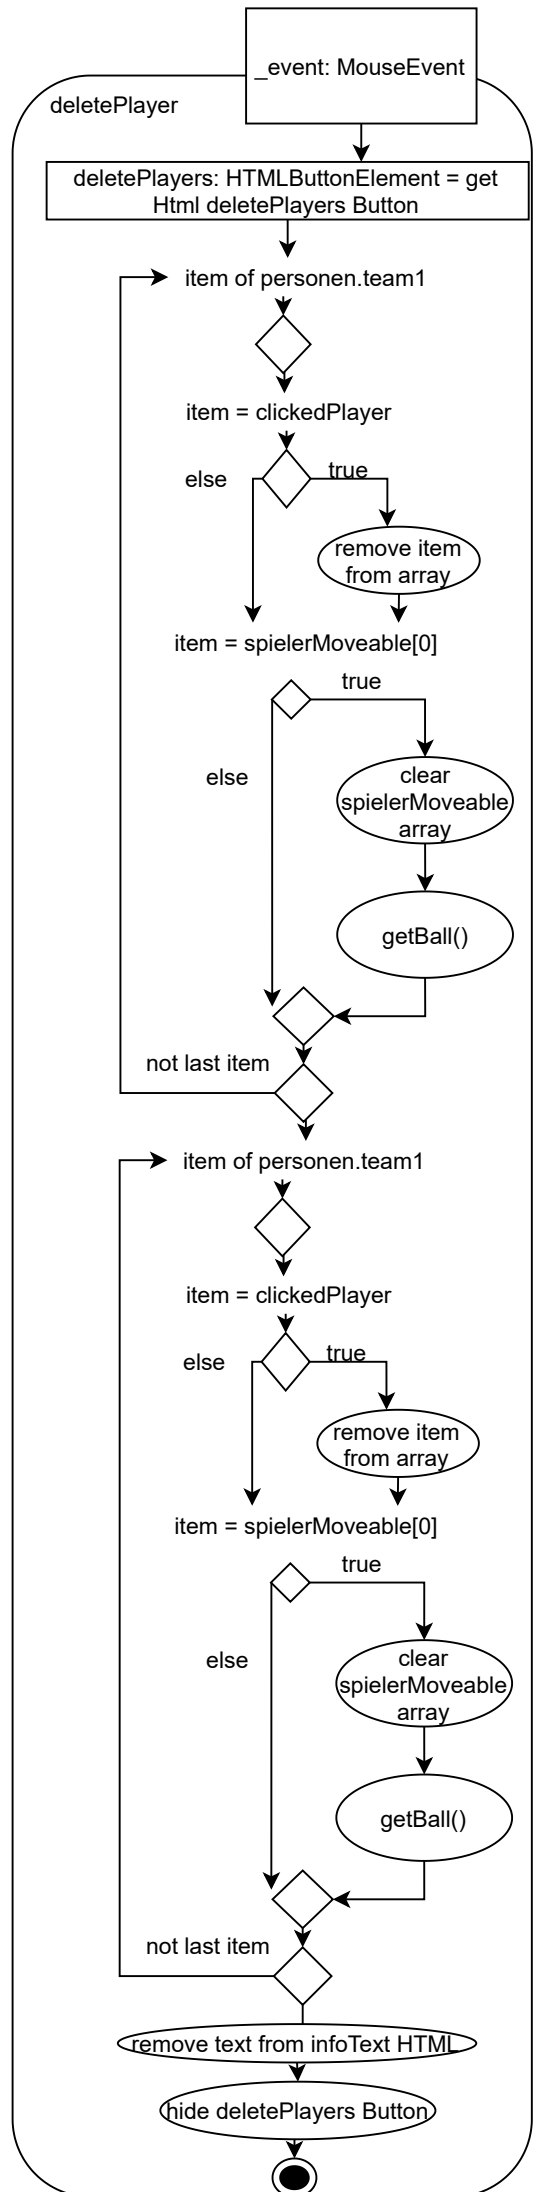 _event: MouseEvent
deletePlayer
deletePlayers: HTMLButtonElement = get
Html deletePlayers Button
item of personen.team1
item = clickedPlayer
else
true
remove item
from array
item = spielerMoveable[0]
true
else
clear
spielerMoveable
array
getBall()
not last item
item of personen.team1
item = clickedPlayer
else
true
remove item
from array
item = spielerMoveable[0]
true
else
clear
spielerMoveable
array
getBall()
not last item
remove text from infoText HTML
hide deletePlayers Button